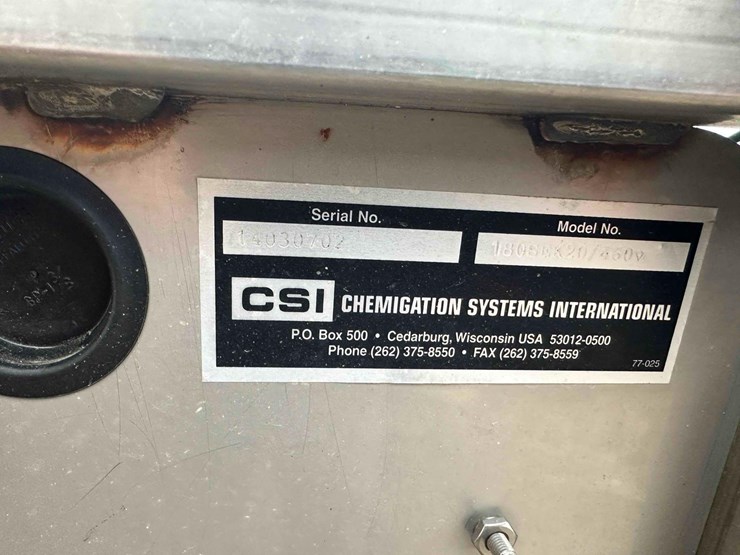 Serial No.
14030702
Model No.
CSI CHEMIGATION SYSTEMS INTERNATIONAL
P.O. Box 500 • Cedarburg, Wisconsin USA 53012-0500
Phone (262) 375-8550 • FAX (262) 375-8559
77-025